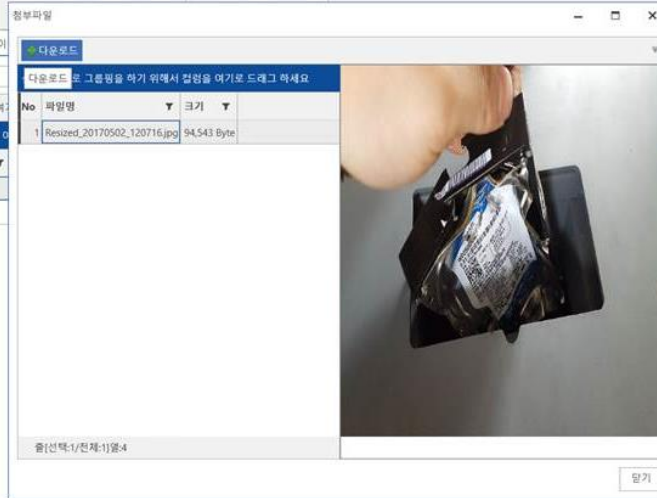 첨부파일
다운로드
다운로드 로 그룹핑을 하기 위해서 컬럼을 여기로 드래그 하세요
No 파일명 크기
1 Resized_20170502_120716.jpg 94,543 Byte
줄[선택:1/전체:1]열:4
닫기